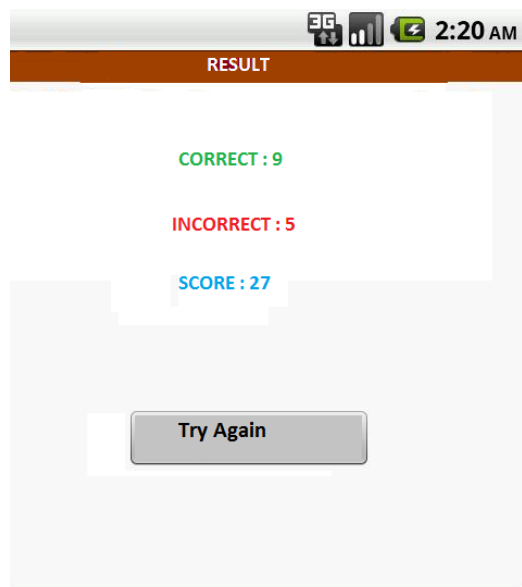 3G 2:20 AM
RESULT
CORRECT : 9
INCORRECT : 5
SCORE : 27
Try Again